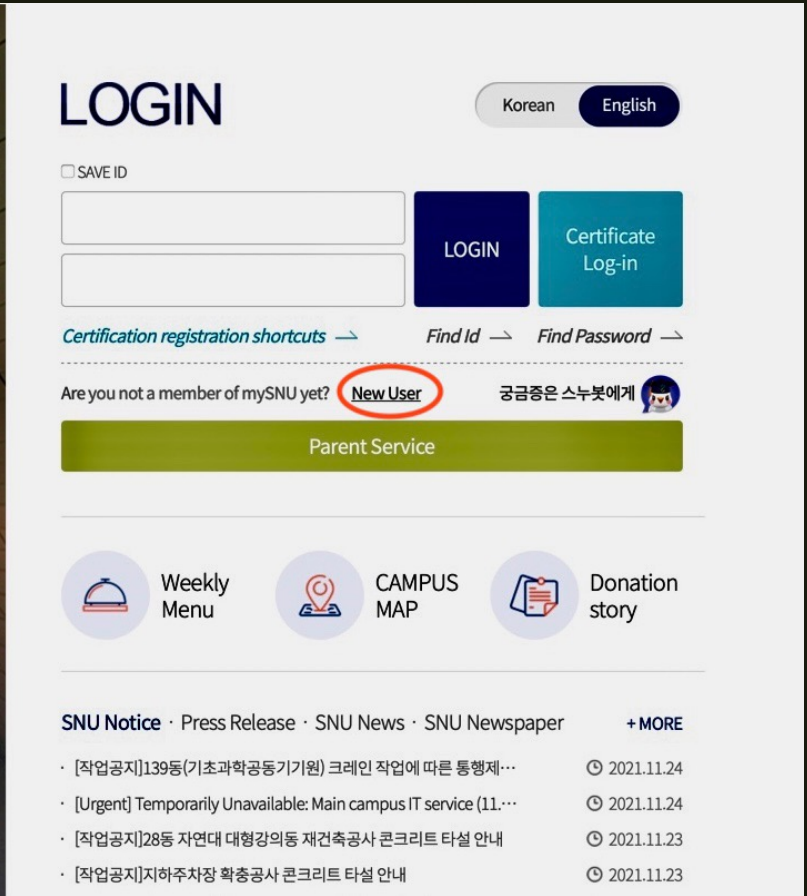 LOGIN
Korean English
SAVE ID
LOGIN
Certificate
Log-in
Certification registration shortcuts
Find Id
Find Password
Are you not a member of mySNU yet? New User
궁금증은 스누봇에게
Parent Service
Weekly
Menu
CAMPUS
MAP
Donation
story
SNU Notice · Press Release · SNU News · SNU Newspaper + MORE
· [작업공지]139동(기초과학공동기기원) 크레인 작업에 따른 통행제··· 2021.11.24
· [Urgent] Temporarily Unavailable: Main campus IT service (11.··· 2021.11.24
· [작업공지]28동 자연대 대형강의동 재건축공사 콘크리트 타설 안내 2021.11.23
· [작업공지]지하주차장 확충공사 콘크리트 타설 안내 2021.11.23